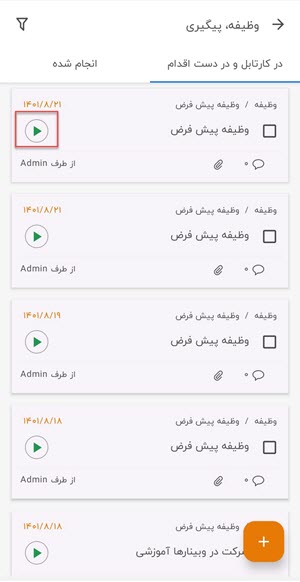 وظیفه، پیگیری
در کارتابل و در دست اقدام
انجام شده
وظیفه / وظیفه پیش فرض
۱۴۰۱/۸/۲۱
وظیفه پیش فرض
۰
از طرف Admin
وظیفه / وظیفه پیش فرض
۱۴۰۱/۸/۲۱
وظیفه پیش فرض
۰
از طرف Admin
وظیفه / وظیفه پیش فرض
۱۴۰۱/۸/۱۹
وظیفه پیش فرض
۰
از طرف Admin
وظیفه / وظیفه پیش فرض
۱۴۰۱/۸/۱۸
وظیفه پیش فرض
۰
از طرف Admin
وظیفه پیش فرض
۱۴۰۱/۸/۱۸
در وبینارها آموزشی
+